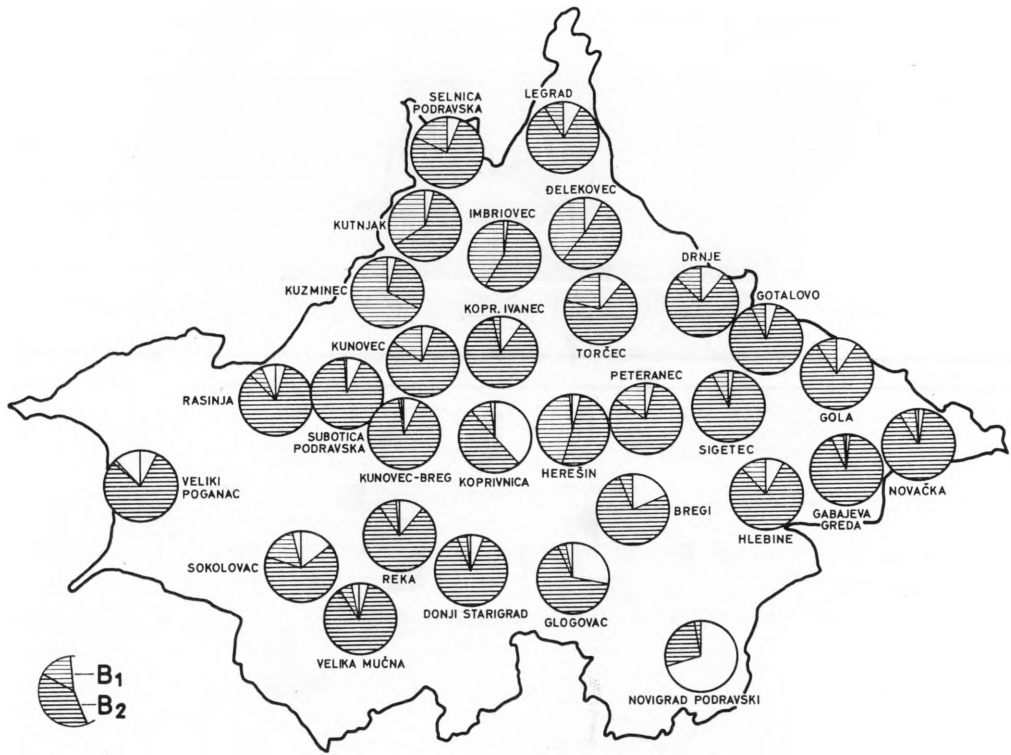 SELNICA
PODRAVSKA
LEGRAD
ĐELEKOVEC
KUTNJAK
IMBRIOVEC
DRNJE
KUZMINEC
GOTALOVO
KOPR. IVANEC
TORČEC
KUNOVEC
PETERANEC
RASINJA
SUBOTICA
PODRAVSKA
GOLA
SIGETEC
KUNOVEC-BREG
KOPRIVNICA
HEREŠIN
VELIKI
POGANAC
NOVAČKA
GABAJEVA
GREDA
BREGI
HLEBINE
SOKOLOVAC
REKA
DONJI STARIGRAD
GLOGOVAC
VELIKA MUČNA
B1
B2
NOVIGRAD PODRAVSKI